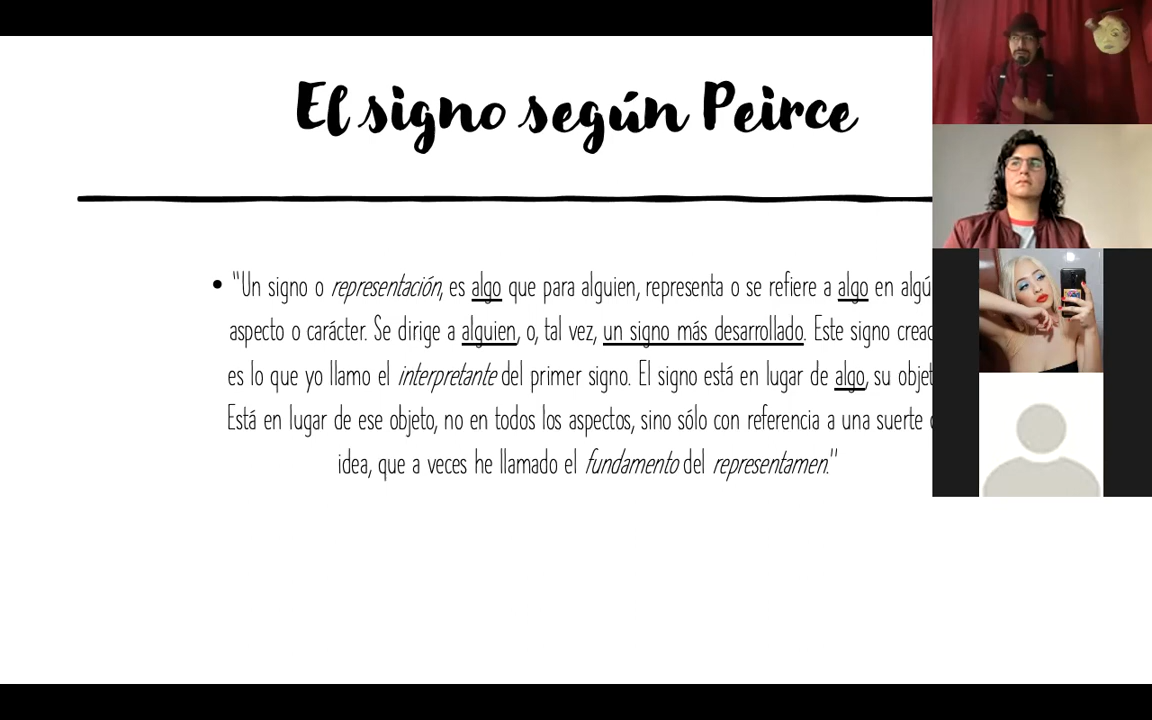 El signo según Peirce
• "Un signo o representación, es algo que para alguien, representa o se refiere a algo en algú
aspecto o carácter. Se dirige a alguien, o, tal vez, un signo más desarrollado. Este signo cread
es lo que yo llamo el interpretante del primer signo. El signo está en lugar de algo, su objet
Está en lugar de ese objeto, no en todos los aspectos, sino sólo con referencia a una suerte
idea, que a veces he llamado el fundamento del representamen."